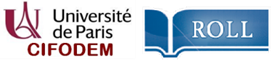 Université
de Paris
CIFODEM
ROLL